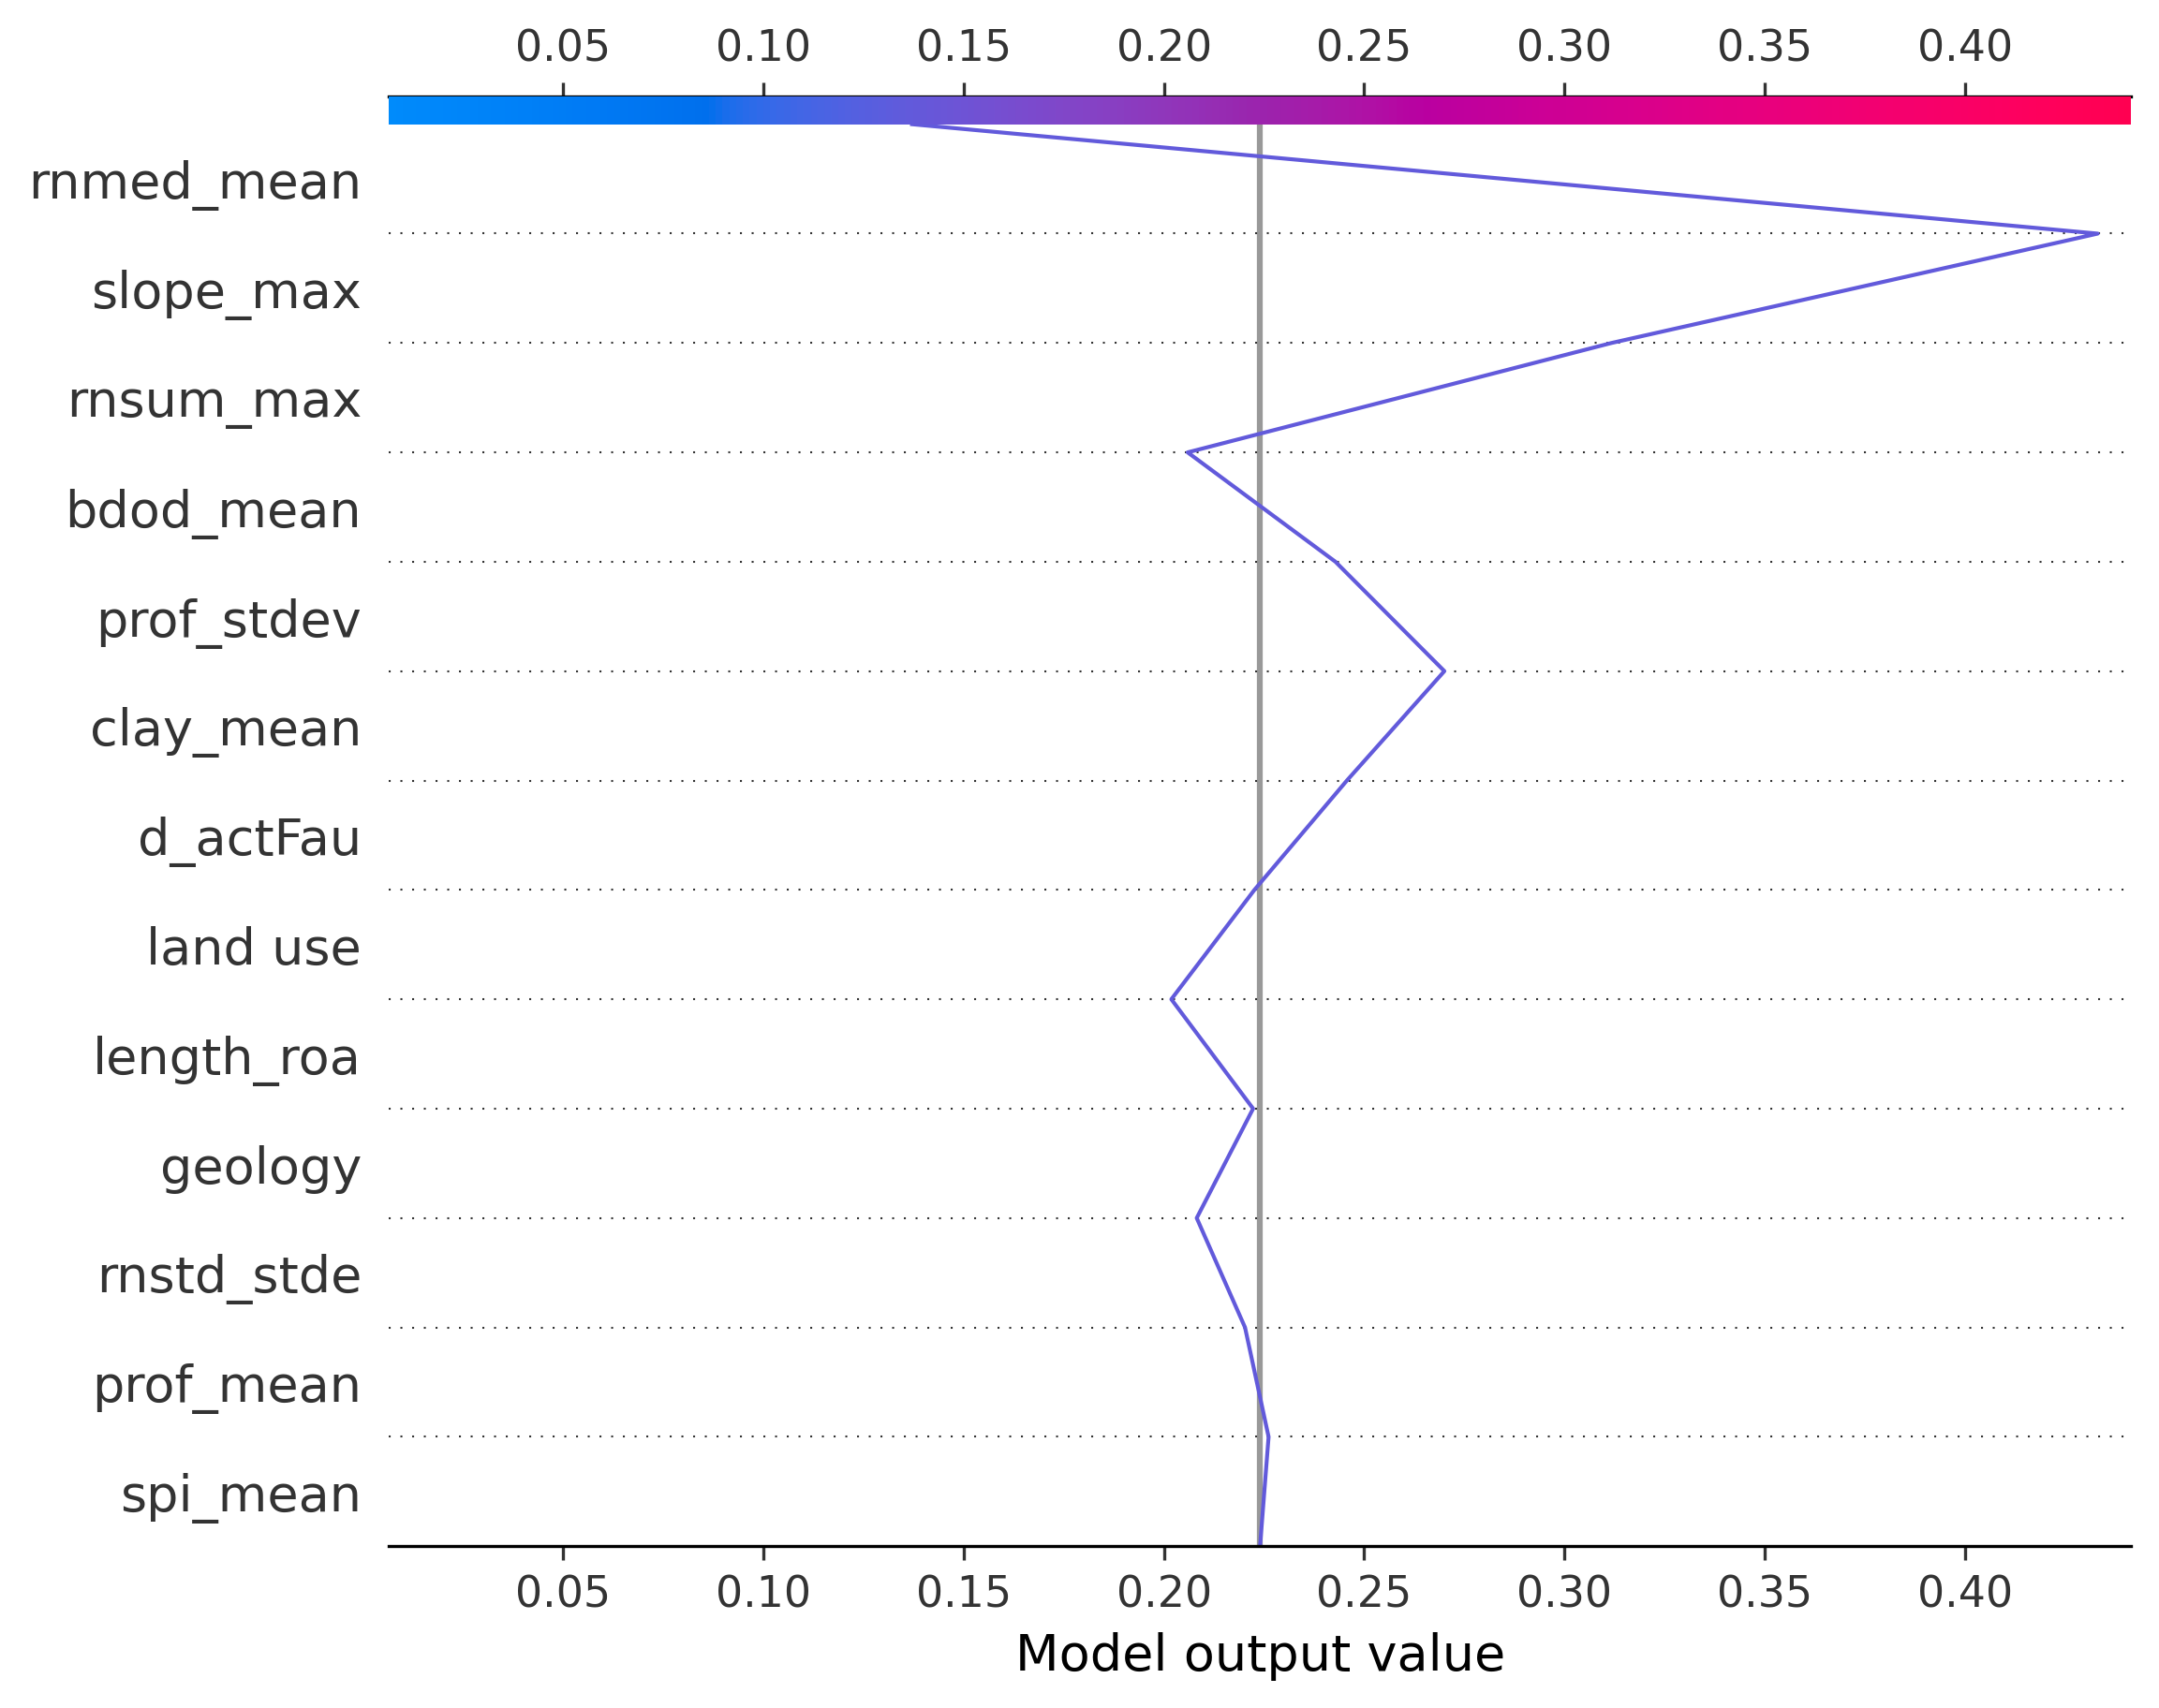 0.05 0.10 0.15 0.20 0.25 0.30 0.35 0.40
rnmed_mean
slope_max
rnsum_max
bdod_mean
prof_stdev
clay_mean
d_actFau
land use
length_roa
geology
rnstd_stde
prof_mean
spi_mean
0.05 0.10 0.15 0.20 0.25 0.30 0.35 0.40
Model output value